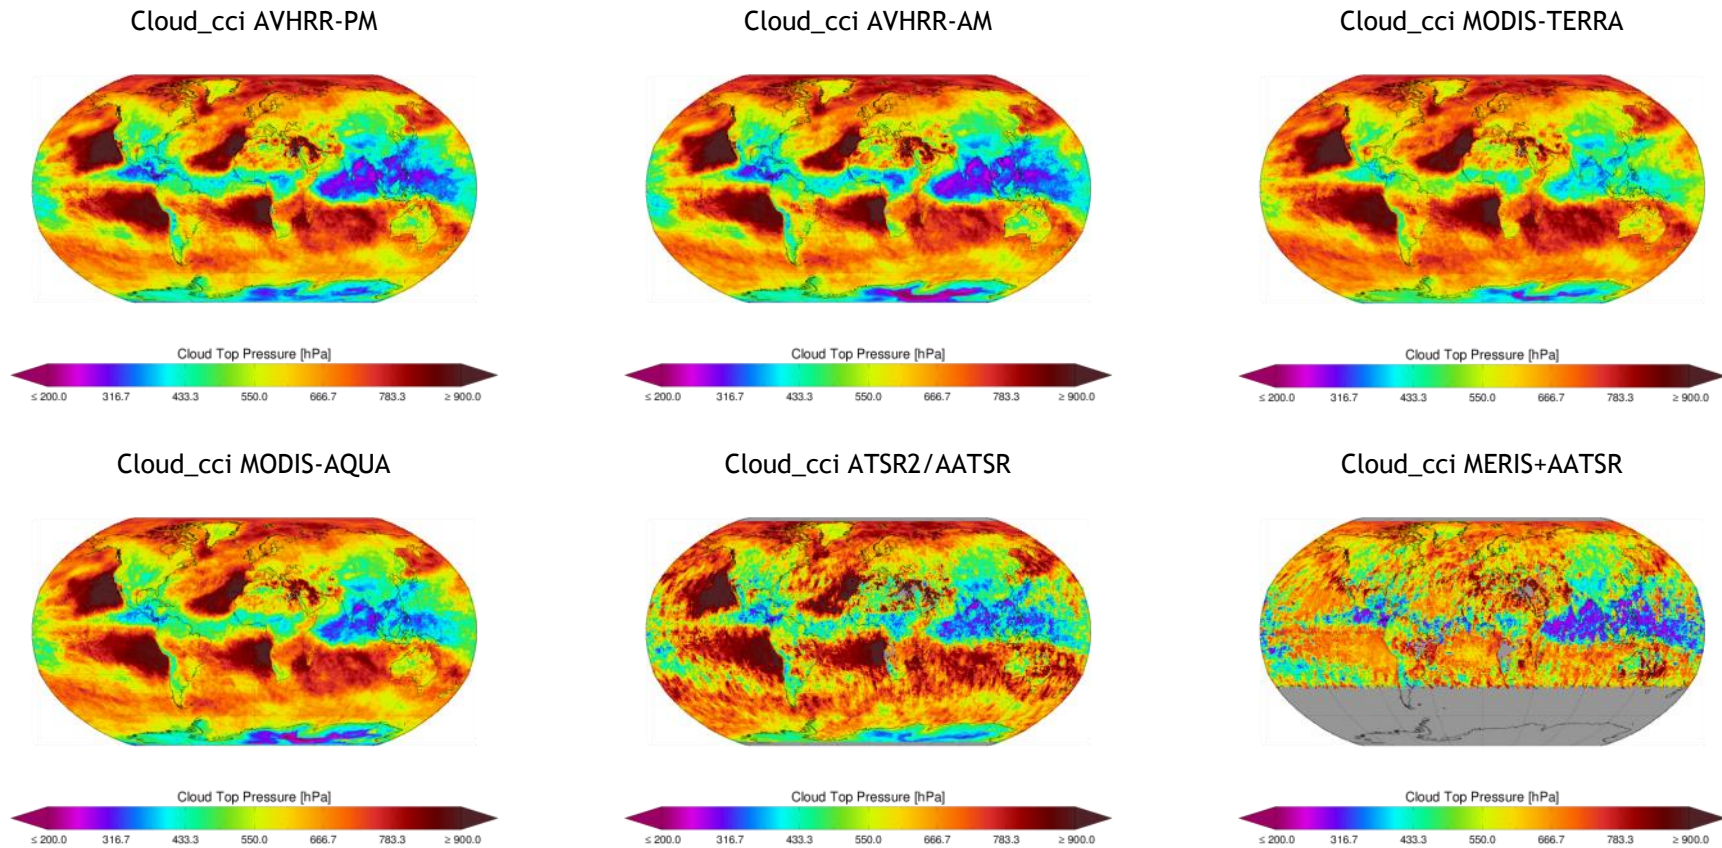 Cloud_cci AVHRR-PM
Cloud_cci AVHRR-AM
Cloud_cci MODIS-TERRA
Cloud Top Pressure [hPa]
≤ 200.0 316.7 433.3 550.0 666.7 783.3 ≥ 900.0
Cloud Top Pressure [hPa]
≤ 200.0 316.7 433.3 550.0 666.7 783.3 ≥ 900.0
Cloud Top Pressure [hPa]
≤ 200.0 316.7 433.3 550.0 666.7 783.3 ≥ 900.0
Cloud_cci MODIS-AQUA
Cloud_cci ATSR2/AATSR
Cloud_cci MERIS+AATSR
Cloud Top Pressure [hPa]
≤ 200.0 316.7 433.3 550.0 666.7 783.3 ≥ 900.0
Cloud Top Pressure [hPa]
≤ 200.0 316.7 433.3 550.0 666.7 783.3 ≥ 900.0
Cloud Top Pressure [hPa]
≤ 200.0 316.7 433.3 550.0 666.7 783.3 ≥ 900.0